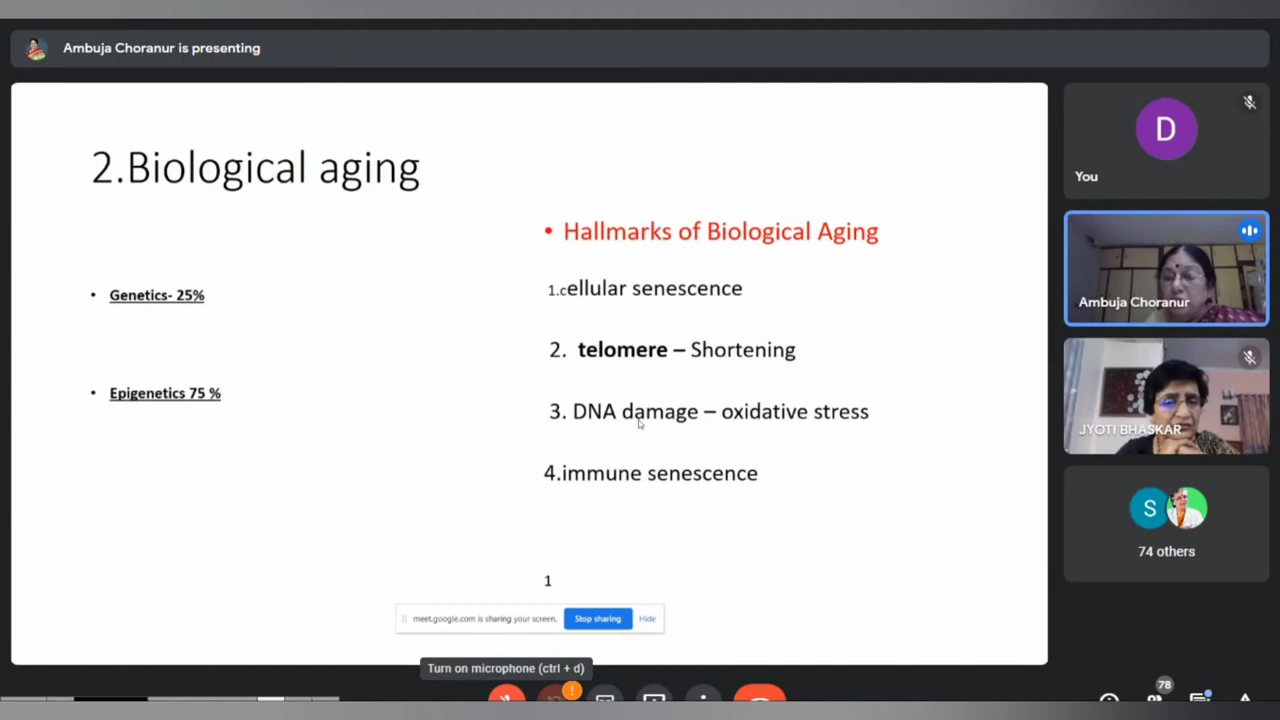 Ambuja Choranur is presenting
2.Biological aging
• Genetics- 25%
• Epigenetics 75 %
• Hallmarks of Biological Aging
1.cellular senescence
2. telomere – Shortening
3. DNA damage – oxidative stress
4.immune senescence
1
meet.google.com is sharing your screen.
Stop sharing
Hide
Turn on microphone (ctrl + d)
!
D
You
Ambuja Choranur
JYOTI BHASKAR
S
74 others
78